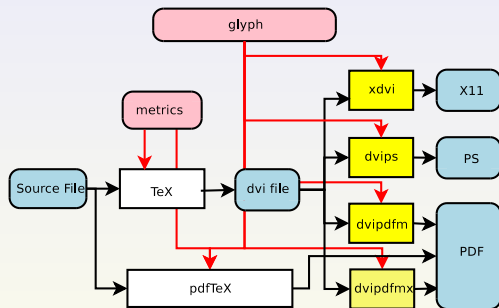 glyph
xdvi
X11
metrics
dvips
PS
Source File
TeX
dvi file
dvipdfm
PDF
pdfTeX
dvipdfmx